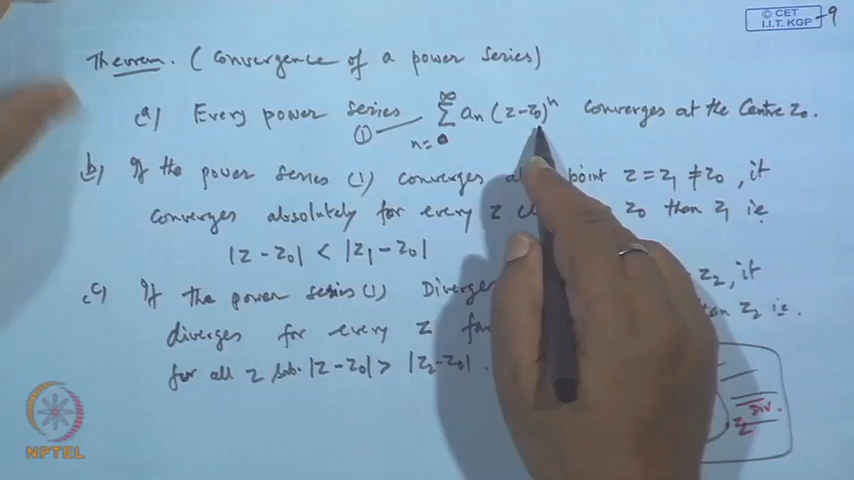 © CET
I.I.T. KGP
-9
Theorem. (Convergence of a power series)
(a) Every power series ∑ aₙ (z-z₀)ⁿ converges at the Centre z₀.
(1) n=0 ∞
(b) If the power series (1) converges at point z = z₁ ≠ z₀, it
converges absolutely for every z z₀ than z₁ i.e.
|z - z₀| < |z₁ - z₀|
(c) If the power series (1) Diverges z₂, it
diverges for every z z₂ i.e.
for all z |z - z₀| > |z₂ - z₀|.
Div.
z₂
NPTEL